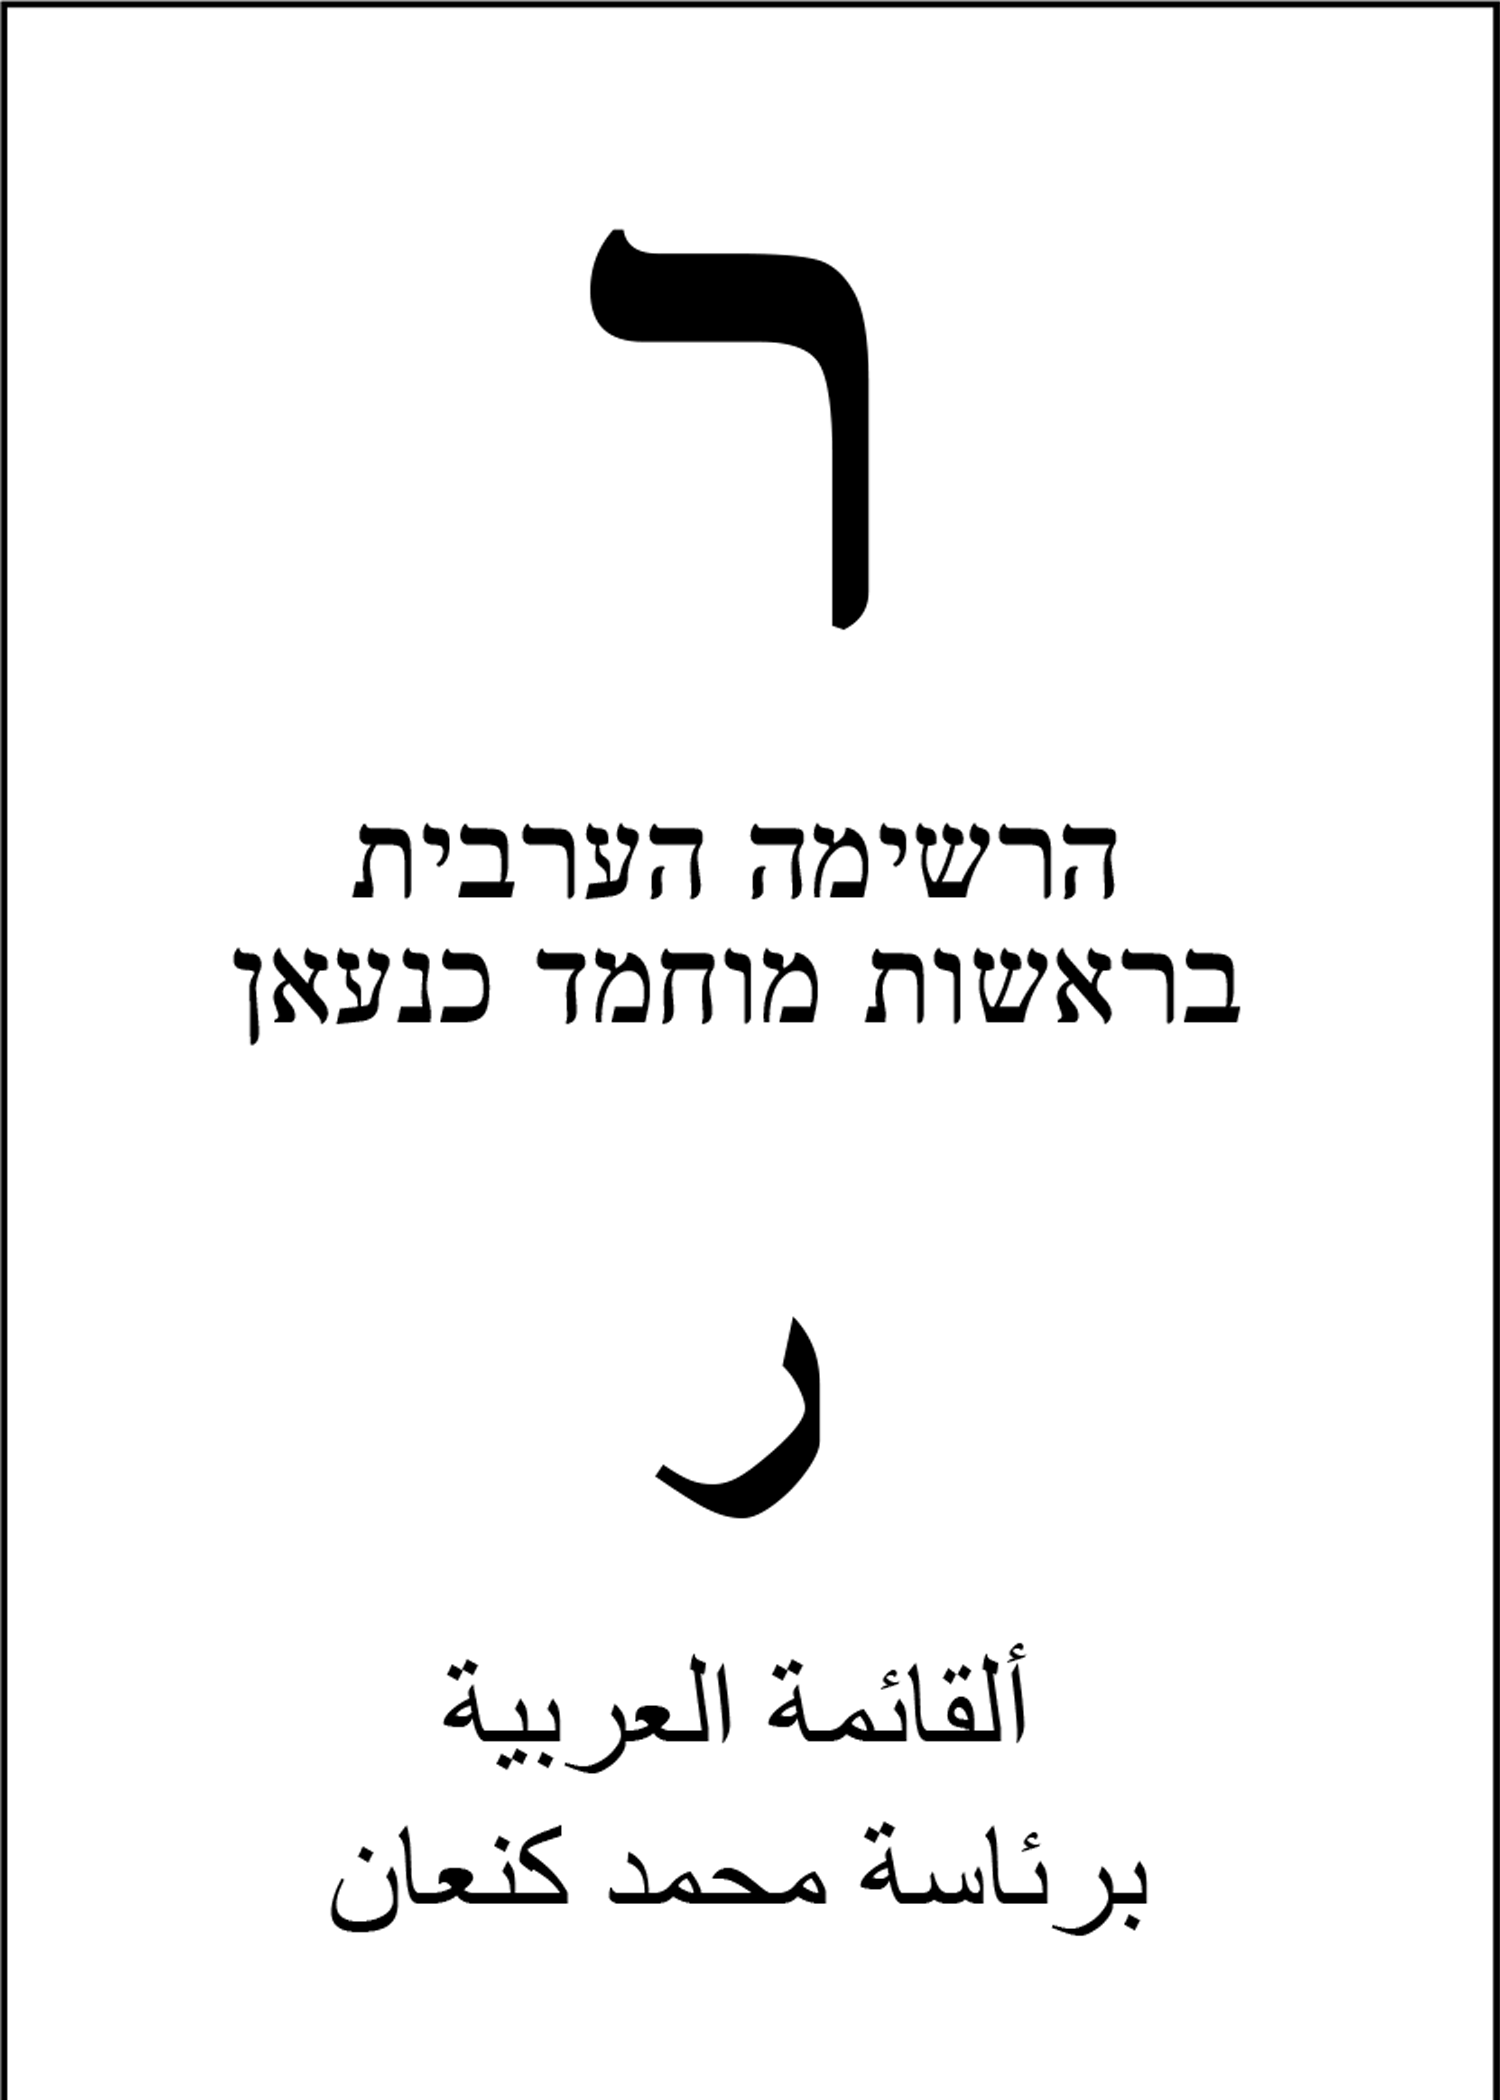 ר
הרשימה הערבית
בראשות מוחמד כנעאן
ر
ألقائمة العربية
برئاسة محمد كنعان